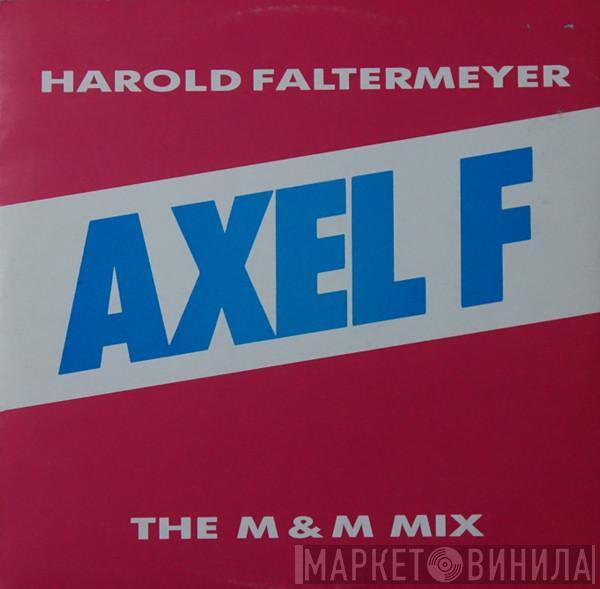 HAROLD FALTERMEYER
AXEL F
THE M & M MIX
МАРКЕТ ВИНИЛА